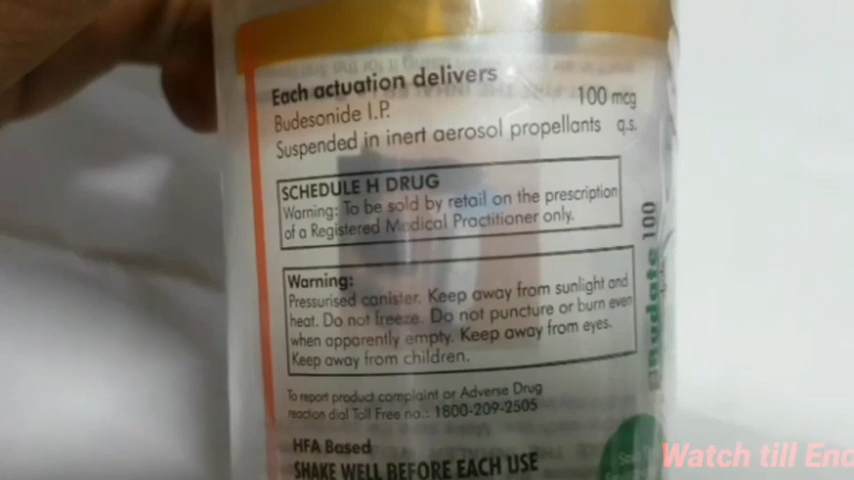 Each actuation delivers
Budesonide I.P. 100 mcg
Suspended in inert aerosol propellants q.s.
SCHEDULE H DRUG
Warning: To be sold by retail on the prescription
of a Registered Medical Practitioner only.
Warning:
Pressurised canister. Keep away from sunlight and
heat. Do not freeze. Do not puncture or burn even
when apparently empty. Keep away from eyes.
Keep away from children.
To report product complaint or Adverse Drug
reaction dial Toll Free no.: 1800-209-2505
HFA Based
SHAKE WELL BEFORE EACH USE
100
Watch till End